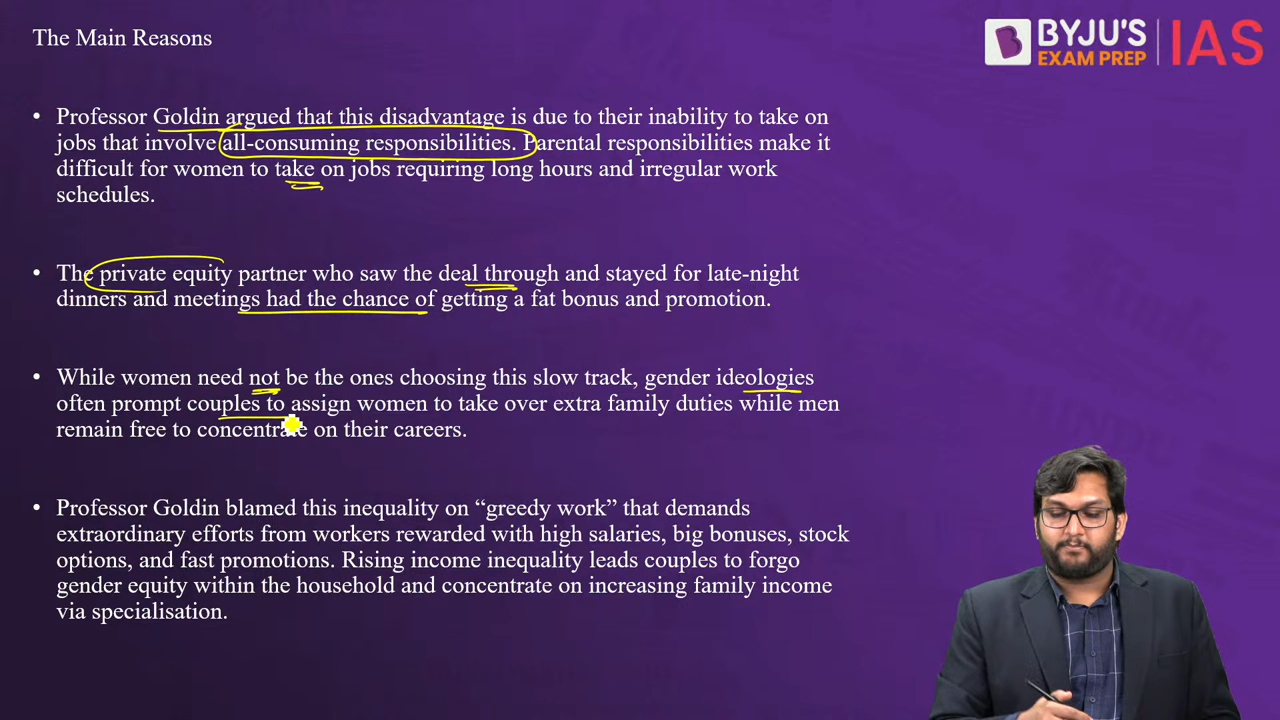 The Main Reasons
BYJU'S
EXAM PREP
IAS
• Professor Goldin argued that this disadvantage is due to their inability to take on
jobs that involve all-consuming responsibilities. Parental responsibilities make it
difficult for women to take on jobs requiring long hours and irregular work
schedules.
• The private equity partner who saw the deal through and stayed for late-night
dinners and meetings had the chance of getting a fat bonus and promotion.
• While women need not be the ones choosing this slow track, gender ideologies
often prompt couples to assign women to take over extra family duties while men
remain free to concentrate on their careers.
• Professor Goldin blamed this inequality on “greedy work” that demands
extraordinary efforts from workers rewarded with high salaries, big bonuses, stock
options, and fast promotions. Rising income inequality leads couples to forgo
gender equity within the household and concentrate on increasing family income
via specialisation.